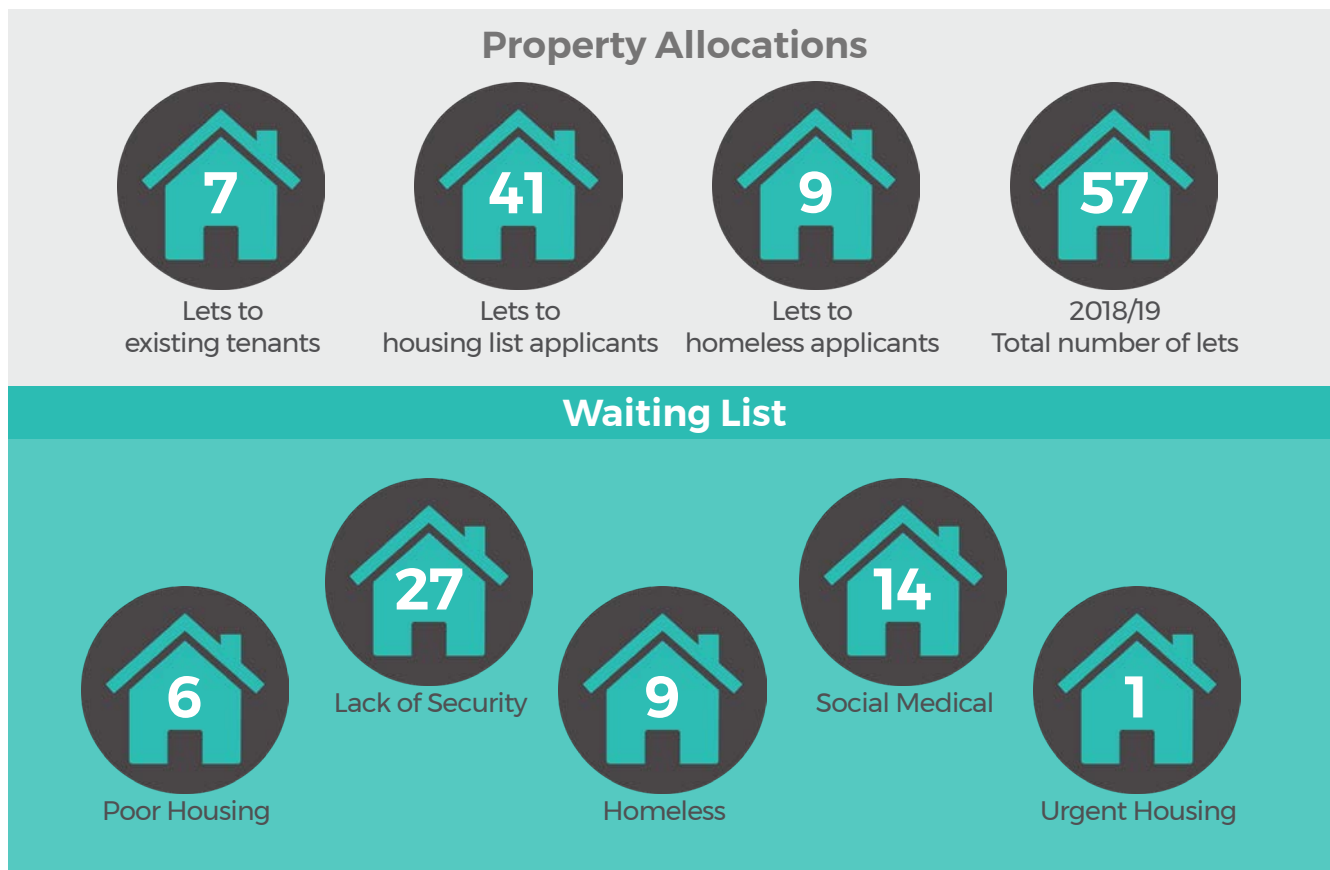 Property Allocations
7
41
9
57
Lets to
existing tenants
Lets to
housing list applicants
Lets to
homeless applicants
2018/19
Total number of lets
Waiting List
6
Poor Housing
27
Lack of Security
9
Homeless
14
Social Medical
1
Urgent Housing